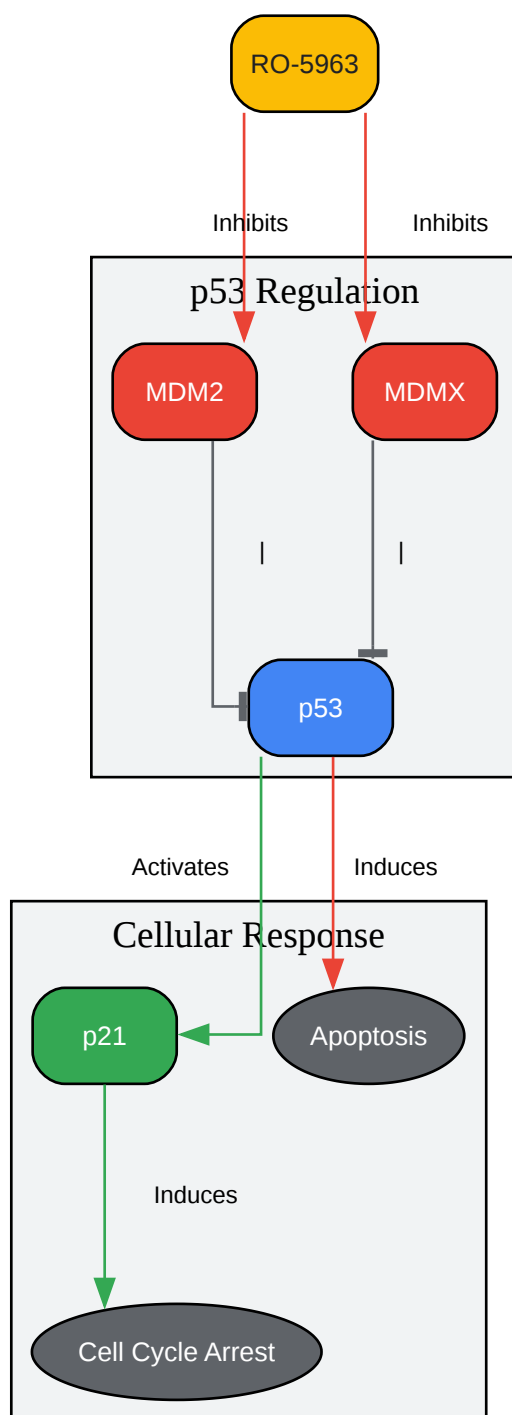 RO-5963
Inhibits
Inhibits
p53 Regulation
MDM2
MDMX
|
|
p53
Activates
Induces
Cellular Response
p21
Apoptosis
Induces
Cell Cycle Arrest